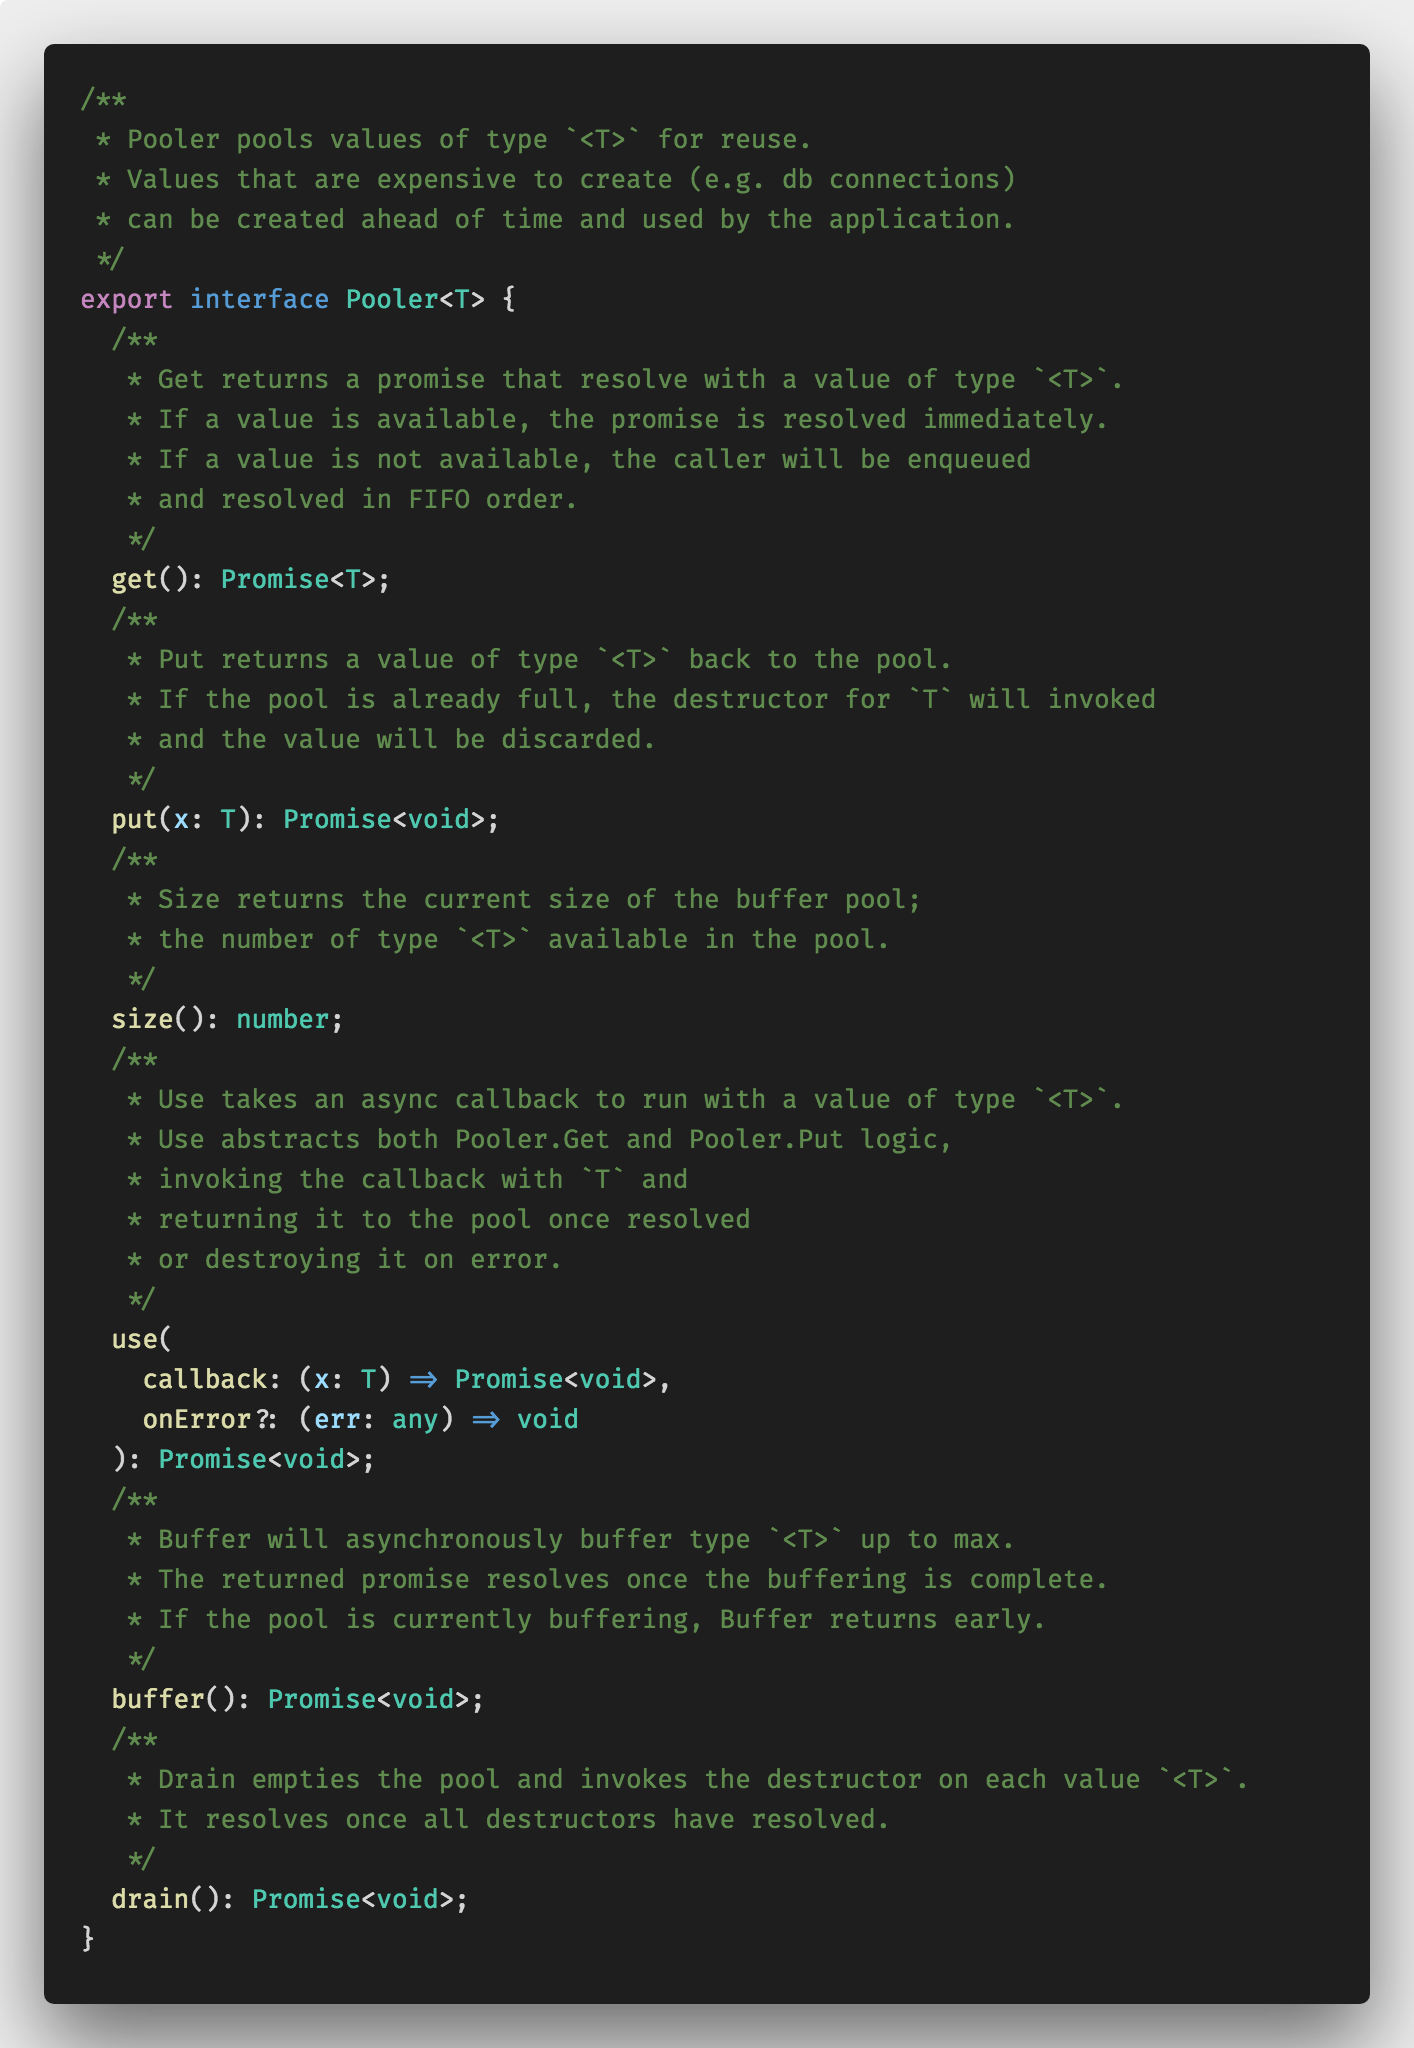 /**
 * Pooler pools values of type `<T>` for reuse.
 * Values that are expensive to create (e.g. db connections)
 * can be created ahead of time and used by the application.
 */
export interface Pooler<T> {
  /**
   * Get returns a promise that resolve with a value of type `<T>`.
   * If a value is available, the promise is resolved immediately.
   * If a value is not available, the caller will be enqueued
   * and resolved in FIFO order.
   */
  get(): Promise<T>;
  /**
   * Put returns a value of type `<T>` back to the pool.
   * If the pool is already full, the destructor for `T` will invoked
   * and the value will be discarded.
   */
  put(x: T): Promise<void>;
  /**
   * Size returns the current size of the buffer pool;
   * the number of type `<T>` available in the pool.
   */
  size(): number;
  /**
   * Use takes an async callback to run with a value of type `<T>`.
   * Use abstracts both Pooler.Get and Pooler.Put logic,
   * invoking the callback with `T` and
   * returning it to the pool once resolved
   * or destroying it on error.
   */
  use(
    callback: (x: T) => Promise<void>,
    onError?: (err: any) => void
  ): Promise<void>;
  /**
   * Buffer will asynchronously buffer type `<T>` up to max.
   * The returned promise resolves once the buffering is complete.
   * If the pool is currently buffering, Buffer returns early.
   */
  buffer(): Promise<void>;
  /**
   * Drain empties the pool and invokes the destructor on each value `<T>`.
   * It resolves once all destructors have resolved.
   */
  drain(): Promise<void>;
}